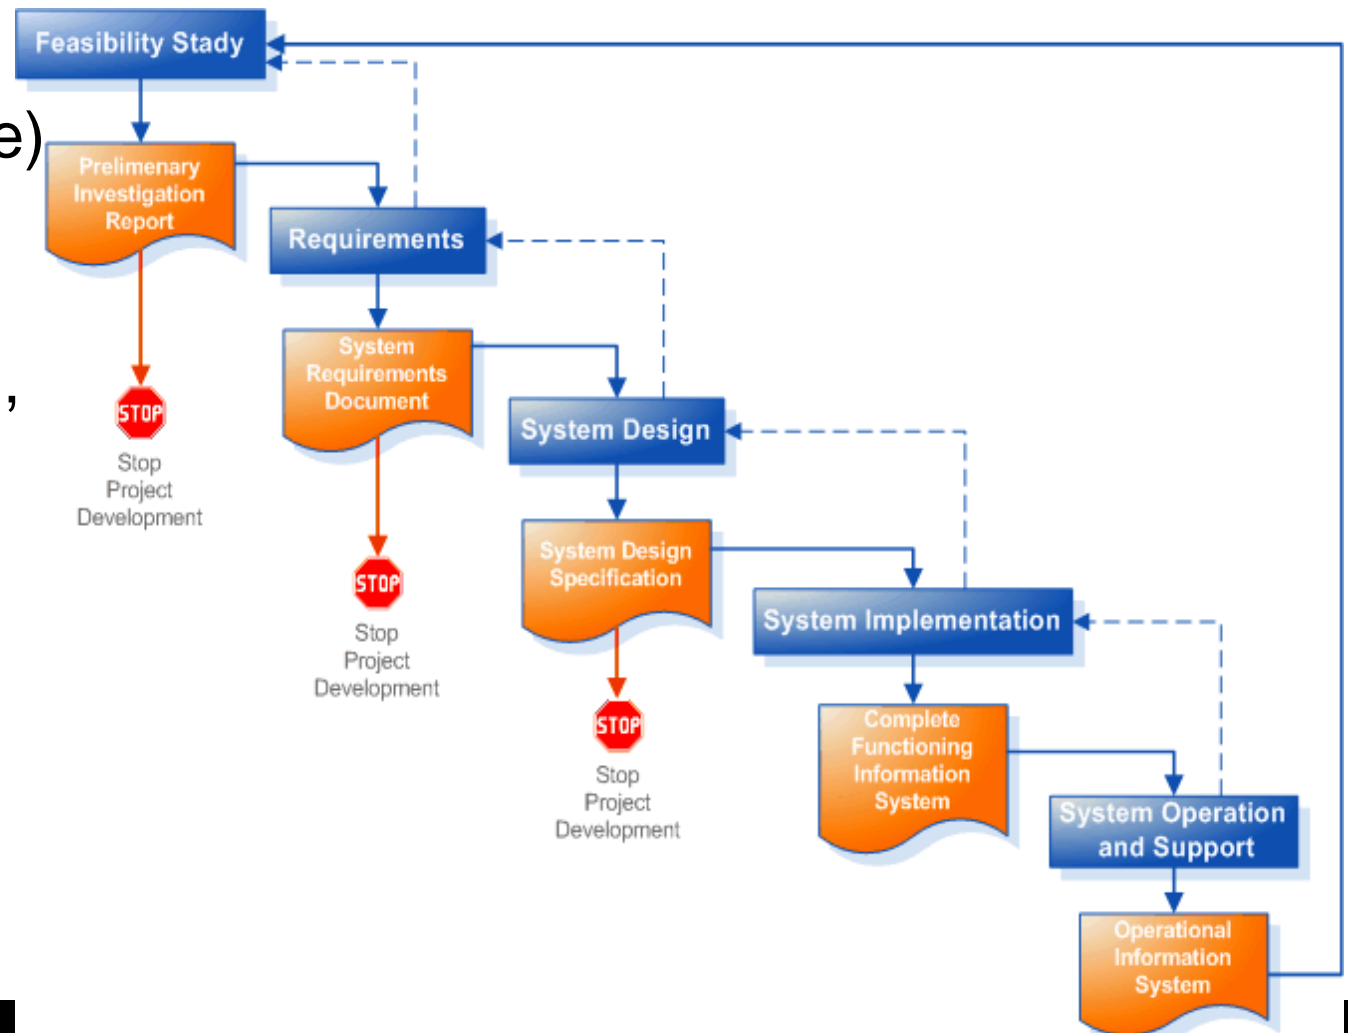 Feasibility Stady
e)
Prelimenary
Investigation
Report
Requirements
System
Requirements
Document
,
STOP
Stop
Project
Development
System Design
STOP
Stop
Project
Development
System Design
Specification
System Implementation
STOP
Stop
Project
Development
Complete
Functioning
Information
System
System Operation
and Support
Operational
Information
System